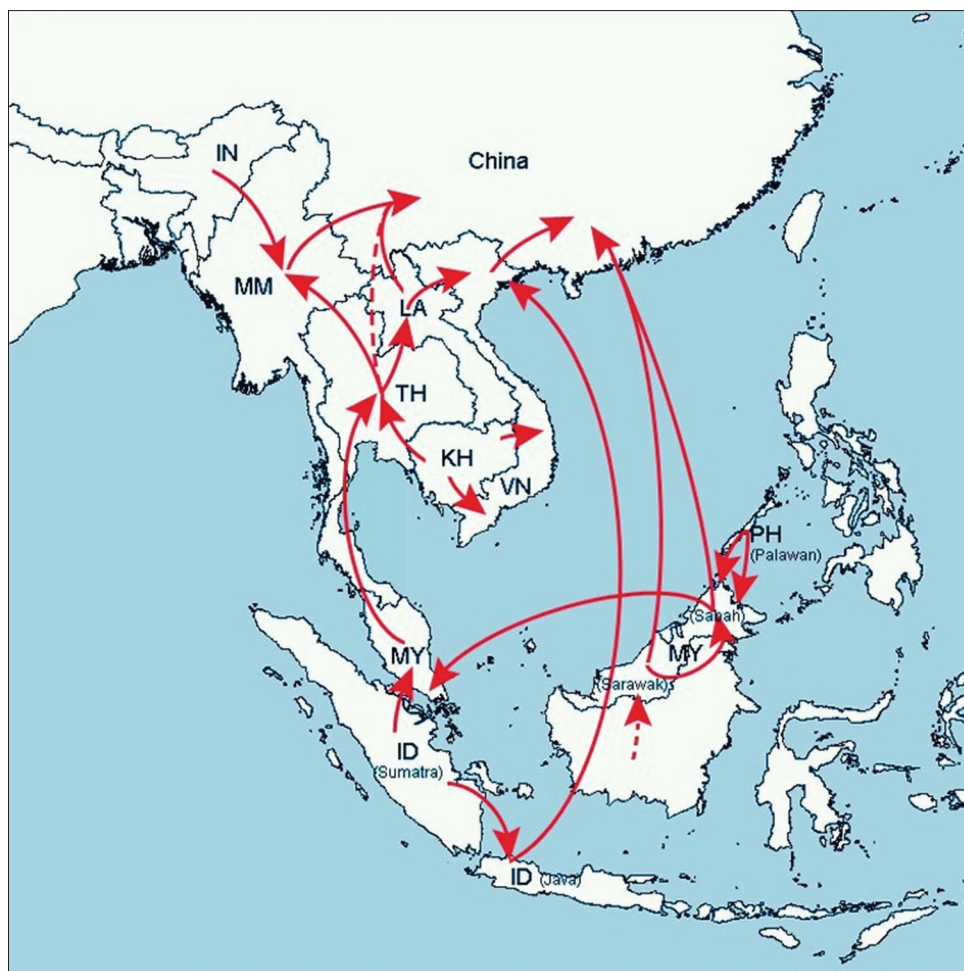 IN
China
MM
LA
TH
KH
VN
PH
(Palawan)
(Sabah)
MY
MY
(Sarawak)
ID
(Sumatra)
ID (Java)